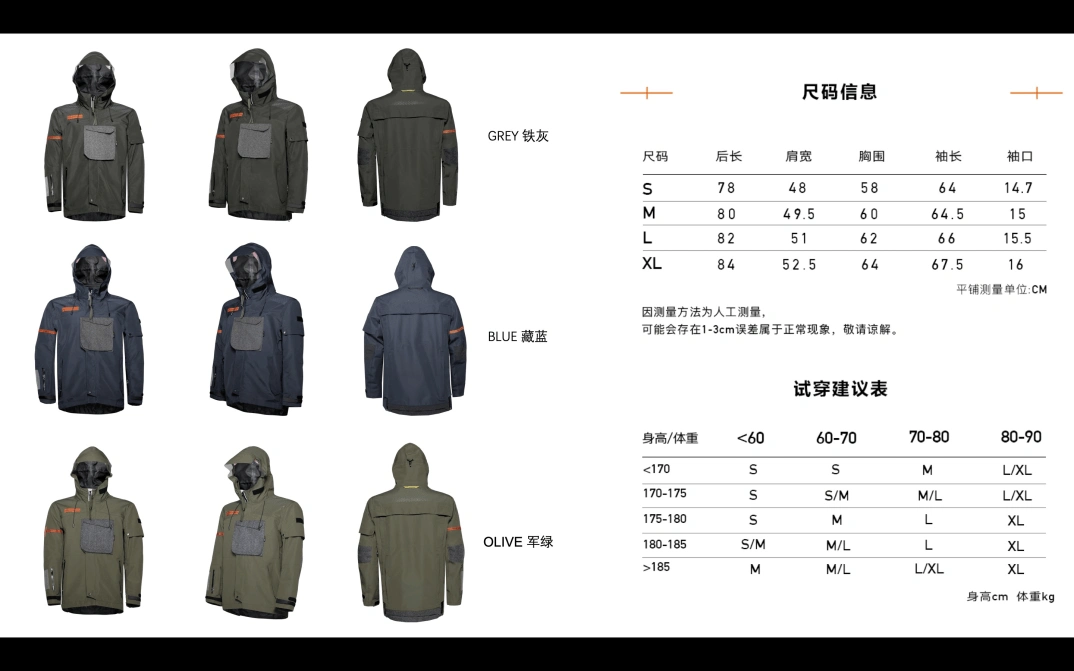 GREY 铁灰
BLUE 藏蓝
OLIVE 军绿
尺码信息
尺码 后长 肩宽 胸围 袖长 袖口
S 78 48 58 64 14.7
M 80 49.5 60 64.5 15
L 82 51 62 66 15.5
XL 84 52.5 64 67.5 16
平铺测量单位:CM
因测量方法为人工测量,
可能会存在1-3cm误差属于正常现象，敬请谅解。
试穿建议表
身高/体重 <60 60-70 70-80 80-90
<170 S S M L/XL
170-175 S S/M M/L L/XL
175-180 S M L XL
180-185 S/M M/L L XL
>185 M M/L L/XL XL
身高cm 体重kg